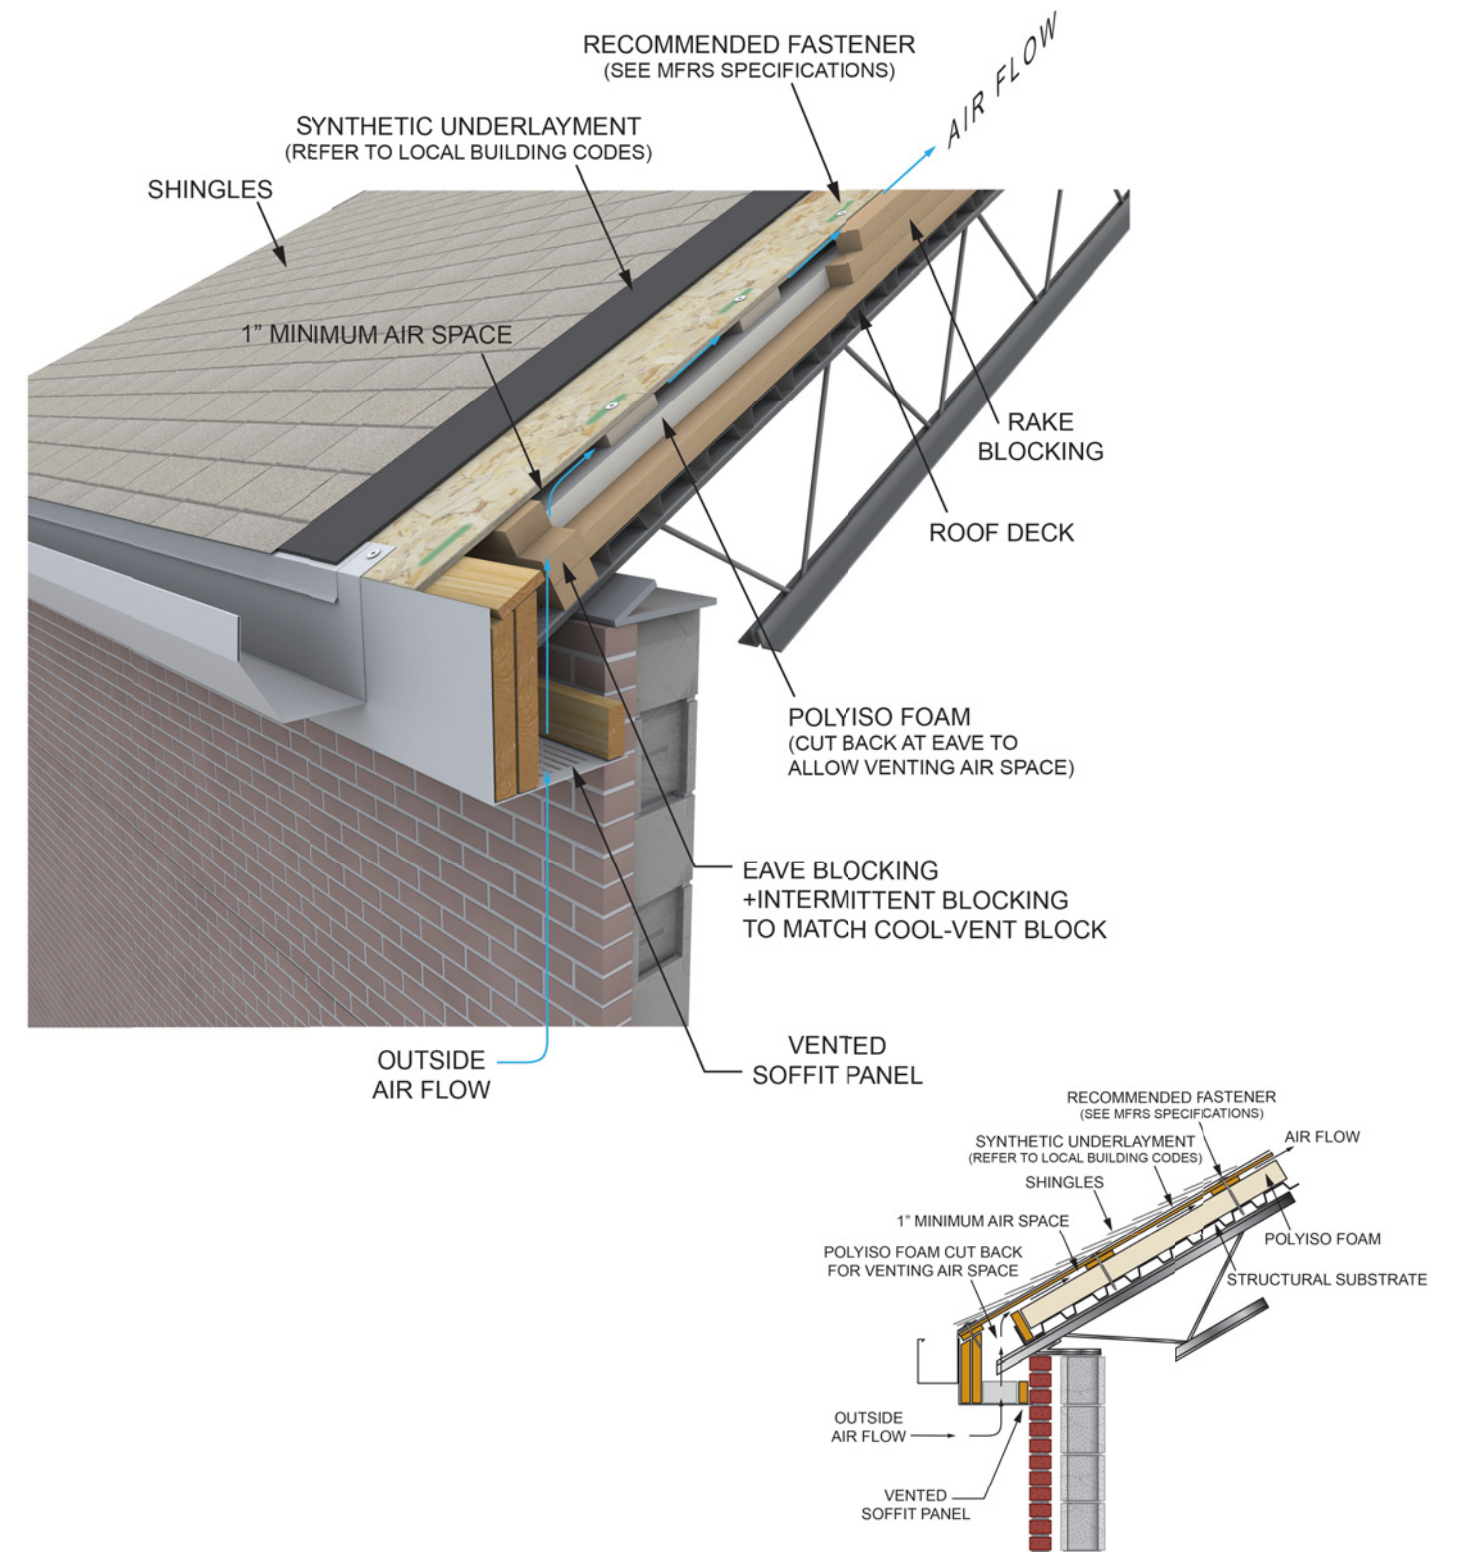 RECOMMENDED FASTENER
(SEE MFRS SPECIFICATIONS)
AIR FLOW
SYNTHETIC UNDERLAYMENT
(REFER TO LOCAL BUILDING CODES)
SHINGLES
1” MINIMUM AIR SPACE
RAKE
BLOCKING
ROOF DECK
POLYISO FOAM
(CUT BACK AT EAVE TO
ALLOW VENTING AIR SPACE)
EAVE BLOCKING
+INTERMITTENT BLOCKING
TO MATCH COOL-VENT BLOCK
VENTED
SOFFIT PANEL
OUTSIDE
AIR FLOW
RECOMMENDED FASTENER
(SEE MFRS SPECIFICATIONS)
AIR FLOW
SYNTHETIC UNDERLAYMENT
(REFER TO LOCAL BUILDING CODES)
SHINGLES
1” MINIMUM AIR SPACE
POLYISO FOAM
POLYISO FOAM CUT BACK
FOR VENTING AIR SPACE
STRUCTURAL SUBSTRATE
OUTSIDE
AIR FLOW
VENTED
SOFFIT PANEL